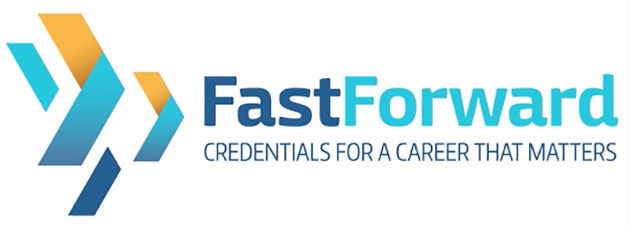 FastForward
CREDENTIALS FOR A CAREER THAT MATTERS